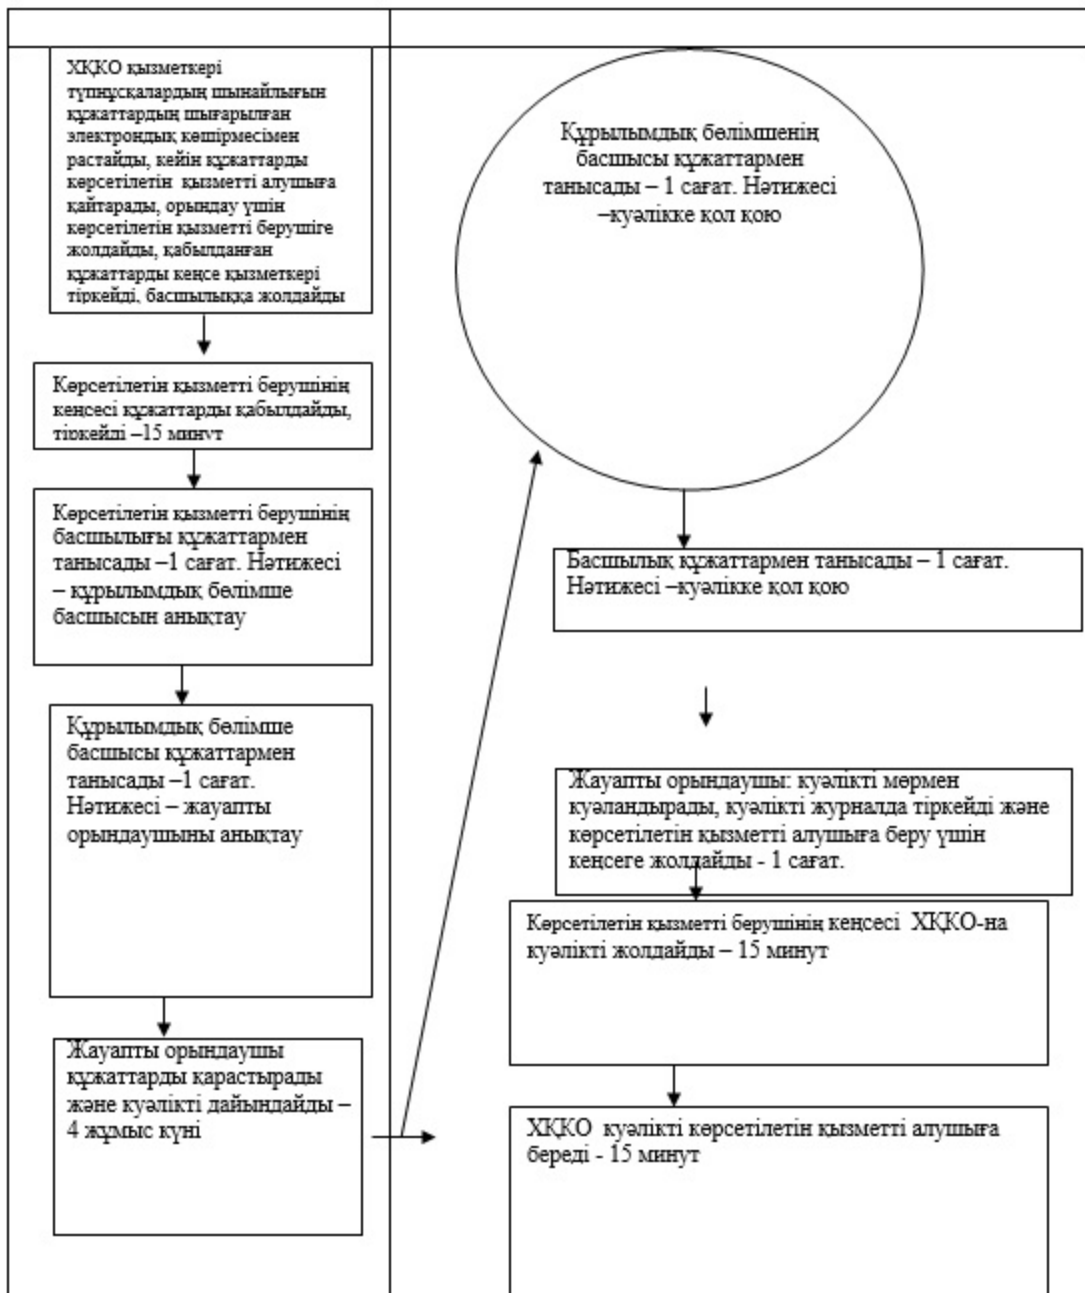 ХҚКО қызметкері
түпнұсқалардың шынайлығын
құжаттардың шығарылған
электрондық көшірмесімен
растайды, кейін құжаттарды
көрсетілетін қызметті алушыға
қайтарады, орындау үшін
көрсетілетін қызметті берушіге
жолдайды, қабылданған
құжаттарды кеңсе қызметкері
тіркейді, басшылыққа жолдайды
Көрсетілетін қызметті берушінің
кеңсесі құжаттарды қабылдайды,
тіркейді –15 минут
Көрсетілетін қызметті берушінің
басшылығы құжаттармен
танысады –1 сағат. Нәтижесі
– құрылымдық бөлімше
басшысын анықтау
Құрылымдық бөлімше
басшысы құжаттармен
танысады –1 сағат.
Нәтижесі – жауапты
орындаушыны анықтау
Жауапты орындаушы
құжаттарды қарастырады
және куәлікті дайындайды –
4 жұмыс күні
Құрылымдық бөлімшенің
басшысы құжаттармен
танысады – 1 сағат. Нәтижесі
–куәлікке қол қою
Басшылық құжаттармен танысады – 1 сағат.
Нәтижесі –куәлікке қол қою
Жауапты орындаушы: куәлікті мөрмен
куәландырады, куәлікті журналда тіркейді және
көрсетілетін қызметті алушыға беру үшін
кеңсеге жолдайды - 1 сағат.
Көрсетілетін қызметті берушінің кеңсесі ХҚКО-на
куәлікті жолдайды – 15 минут
ХҚКО куәлікті көрсетілетін қызметті алушыға
береді - 15 минут